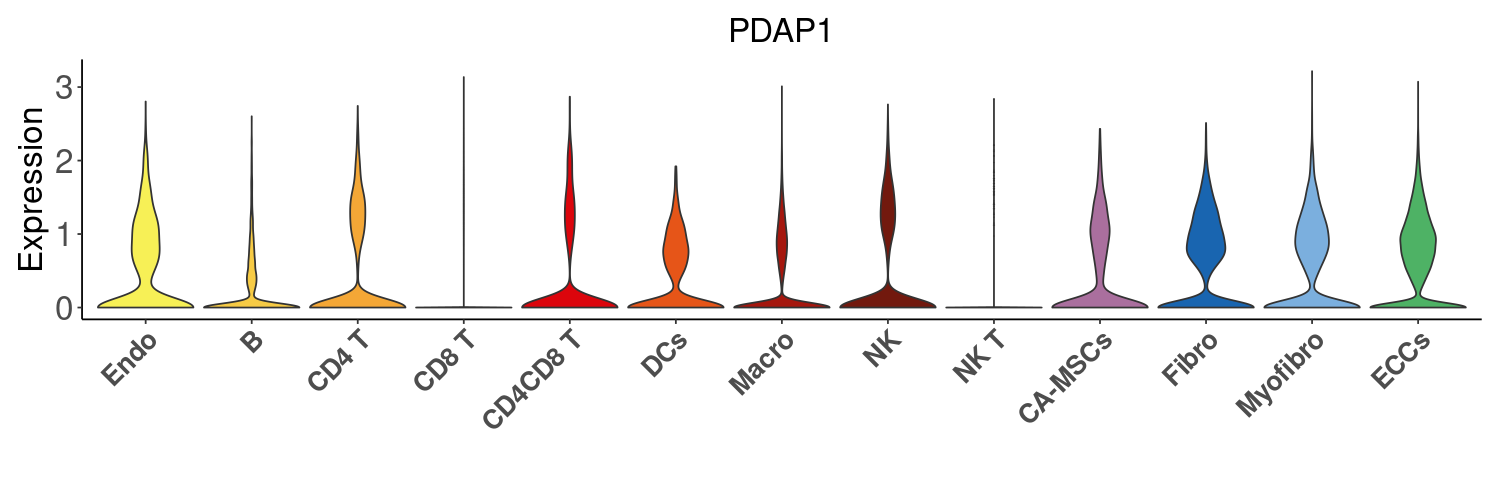 PDAP1
Expression
3
2
1
0
Endo
B
CD4 T
CD8 T
CD4CD8 T
DCs
Macro
NK
NK T
CA-MSCs
Fibro
Myofibro
ECCs